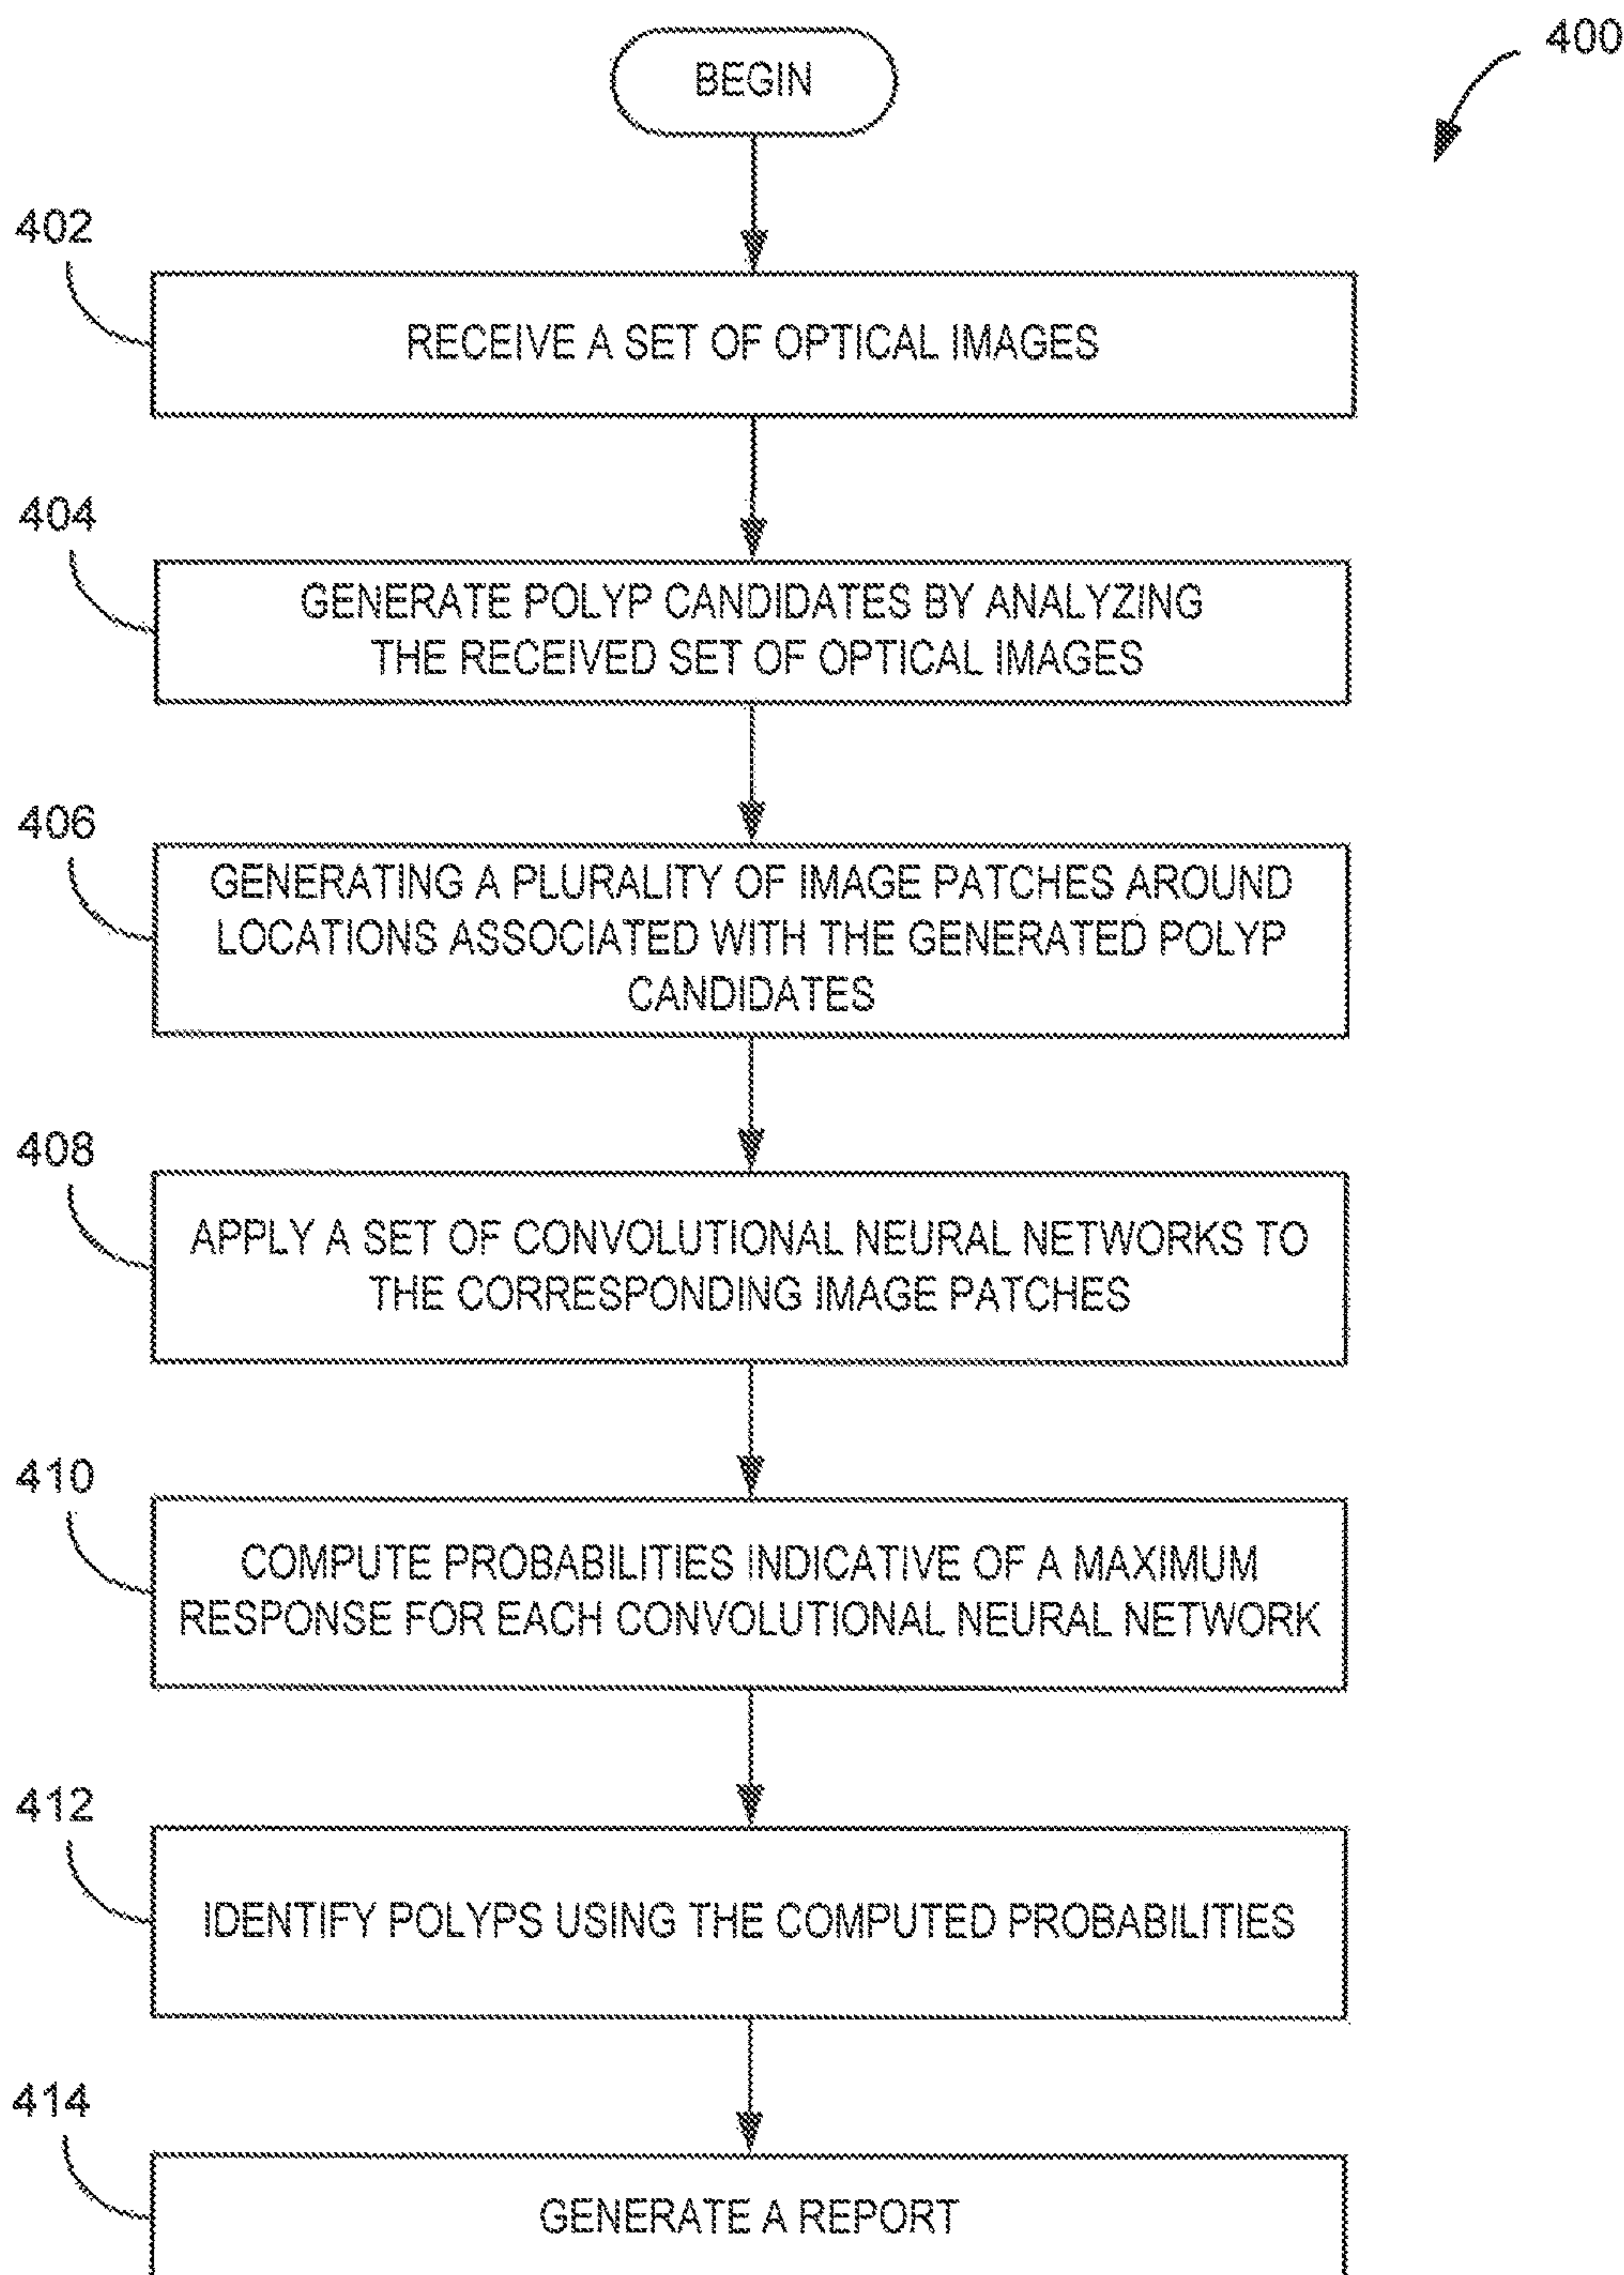 400
BEGIN
402
RECEIVE A SET OF OPTICAL IMAGES
404
GENERATE POLYP CANDIDATES BY ANALYZING
THE RECEIVED SET OF OPTICAL IMAGES
406
GENERATING A PLURALITY OF IMAGE PATCHES AROUND
LOCATIONS ASSOCIATED WITH THE GENERATED POLYP
CANDIDATES
408
APPLY A SET OF CONVOLUTIONAL NEURAL NETWORKS TO
THE CORRESPONDING IMAGE PATCHES
410
COMPUTE PROBABILITIES INDICATIVE OF A MAXIMUM
RESPONSE FOR EACH CONVOLUTIONAL NEURAL NETWORK
412
IDENTIFY POLYPS USING THE COMPUTED PROBABILITIES
414
GENERATE A REPORT